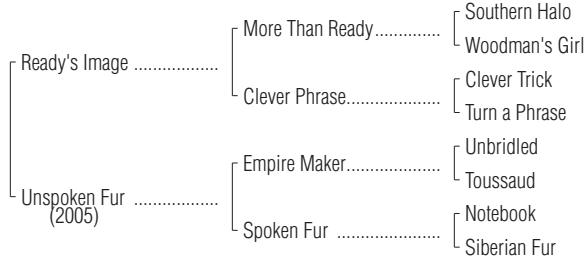 Southern Halo
More Than Ready..............
Woodman's Girl
Ready's Image ..................
Clever Trick
Clever Phrase....................
Turn a Phrase
Unbridled
Empire Maker....................
Toussaud
Unspoken Fur ..................
(2005)
Notebook
Spoken Fur ......................
Siberian Fur